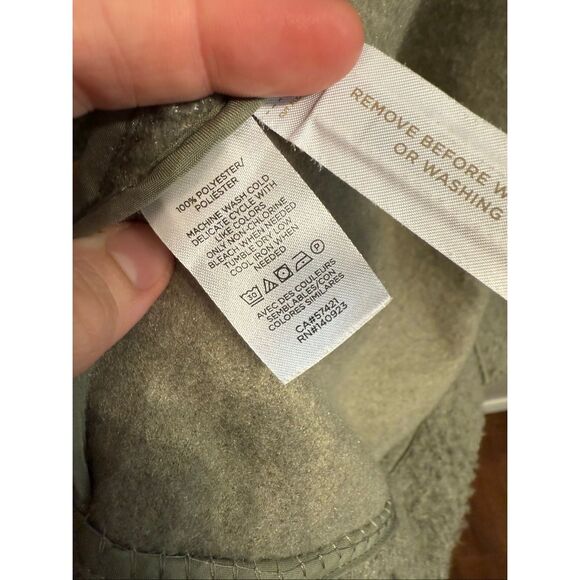 100% POLYESTER/
POLIÉSTER
MACHINE WASH COLD
DELICATE CYCLE WITH
LIKE COLORS
ONLY NON-CHLORINE
BLEACH WHEN NEEDED
TUMBLE DRY LOW
COOL IRON WHEN
NEEDED
30 P
AVEC DES COULEURS
SEMBLABLES/CON
COLORES SIMILARES
CA#57421
RN#140923
REMOVE BEFORE
OR WASHING